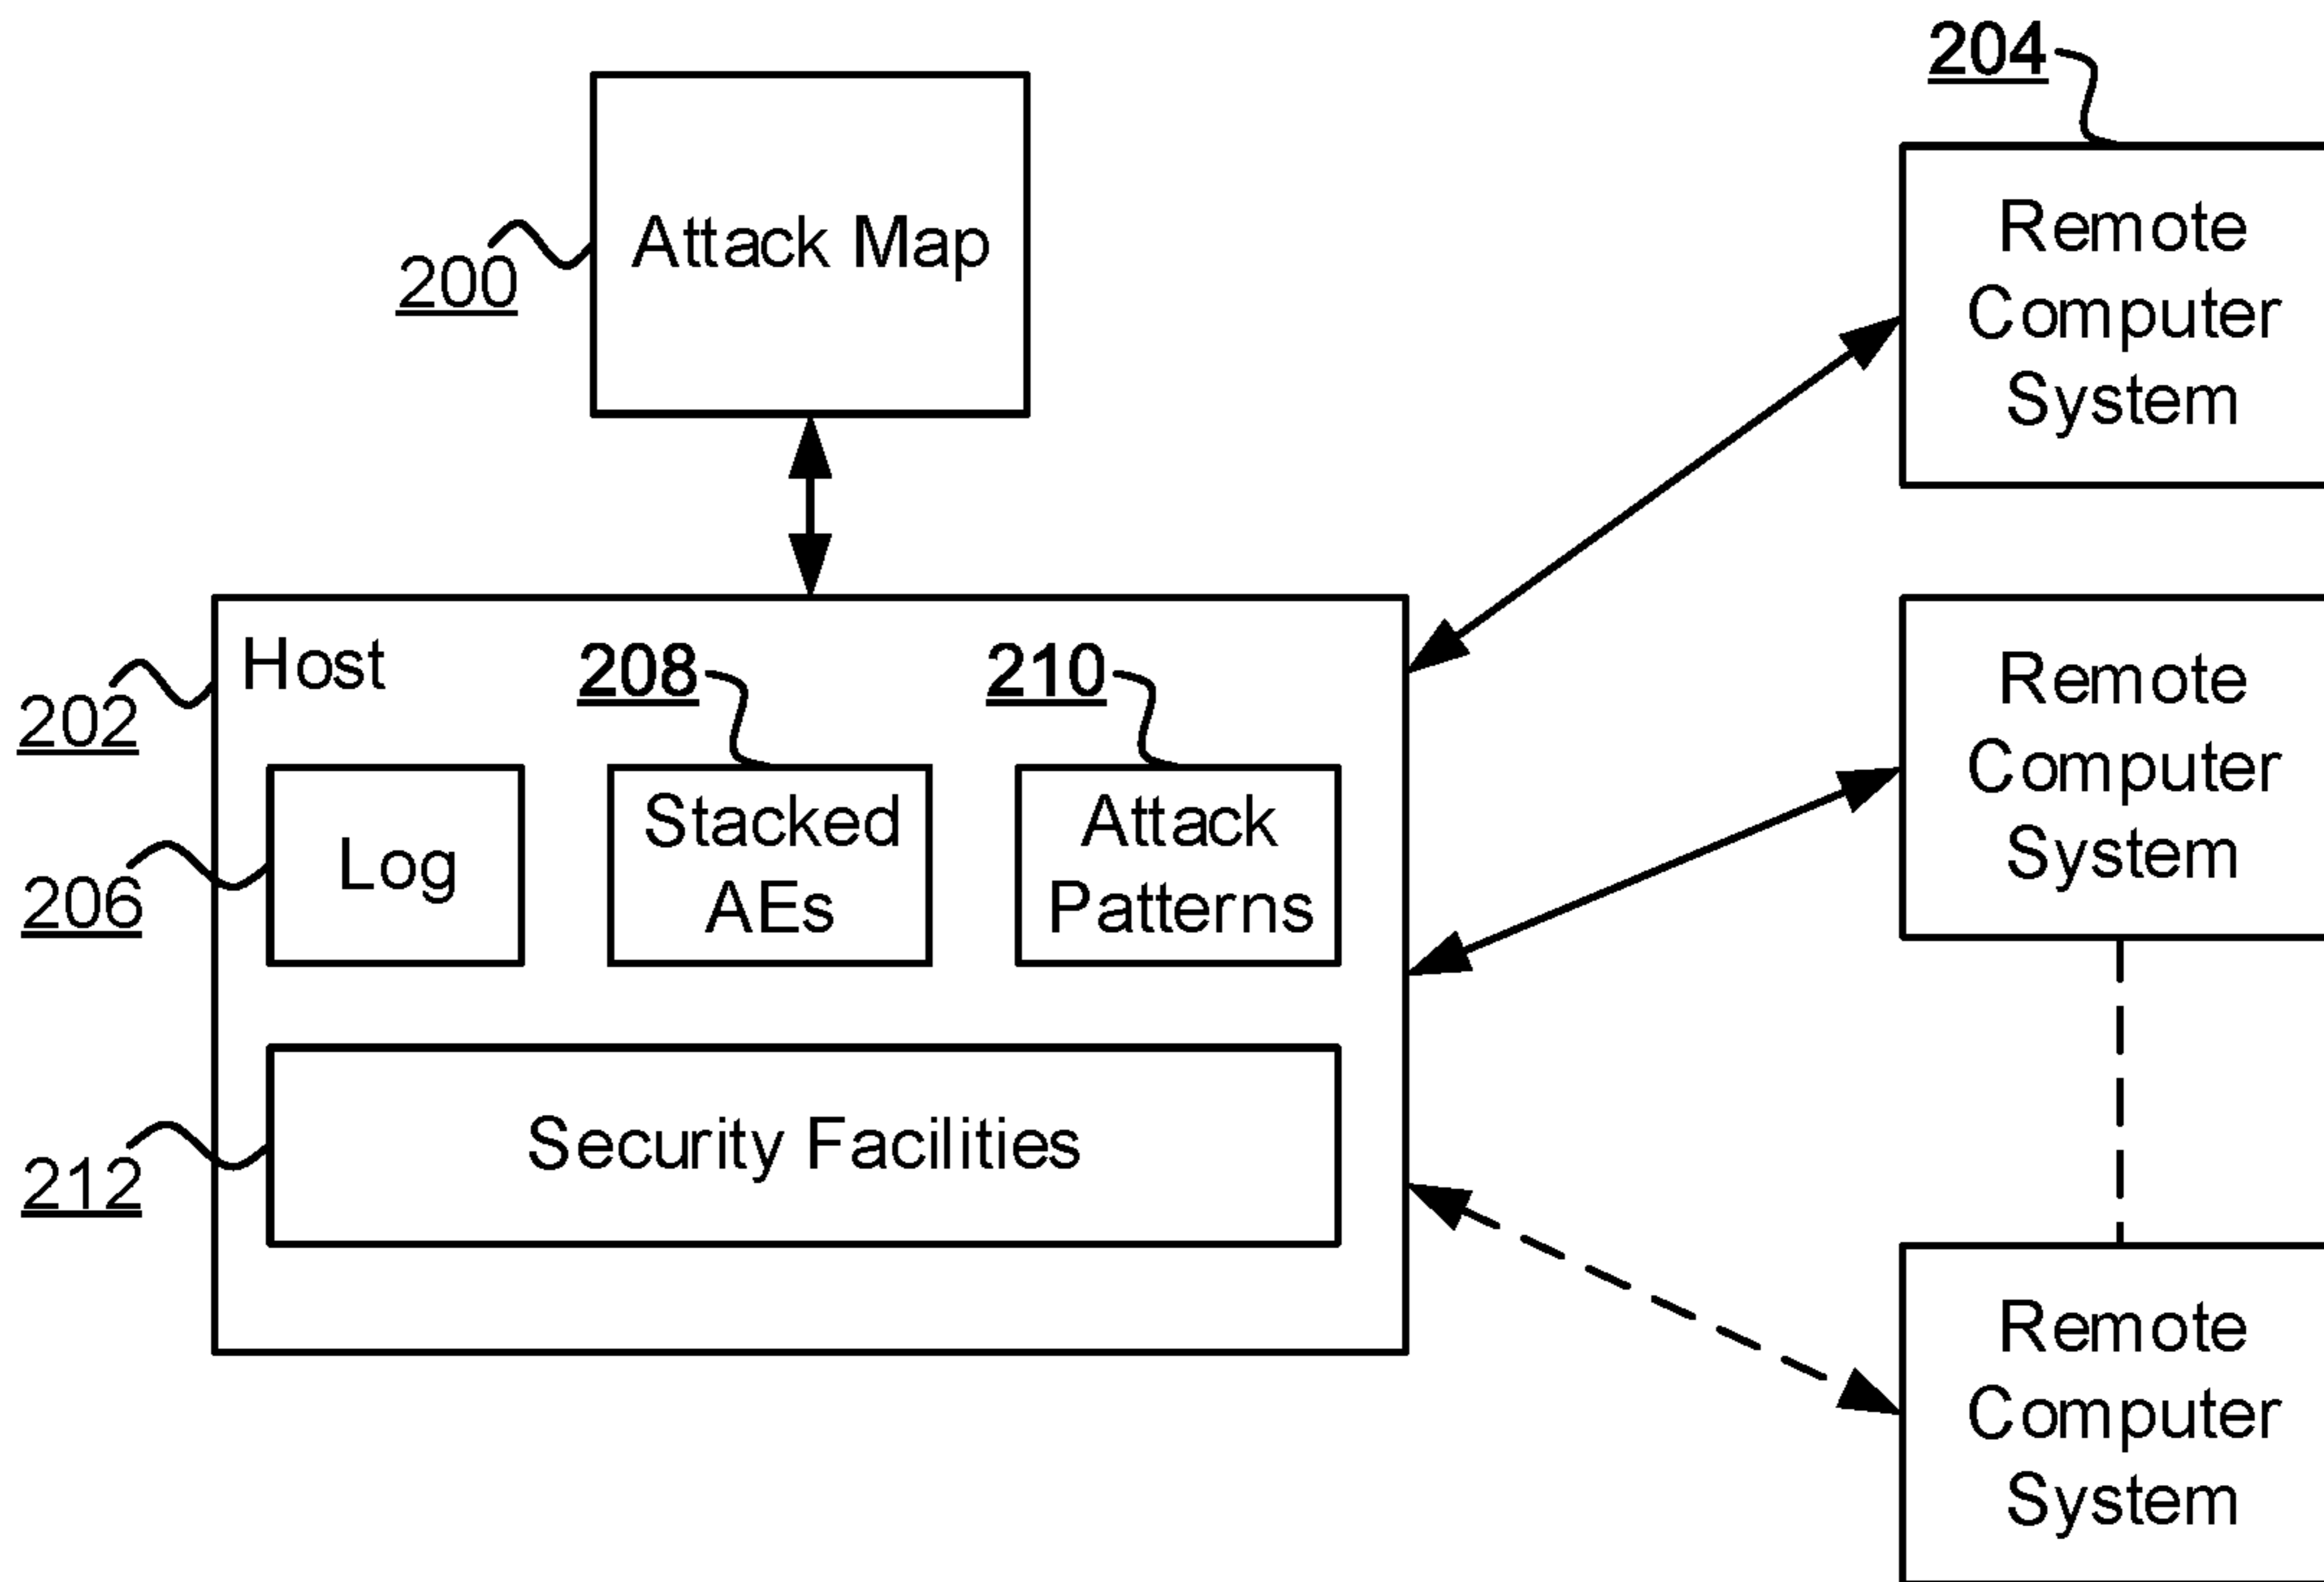 204
Attack Map
200
Remote
Computer
System
Host
208
210
202
Remote
Computer
System
Log
Stacked
AEs
Attack
Patterns
206
Security Facilities
212
Remote
Computer
System